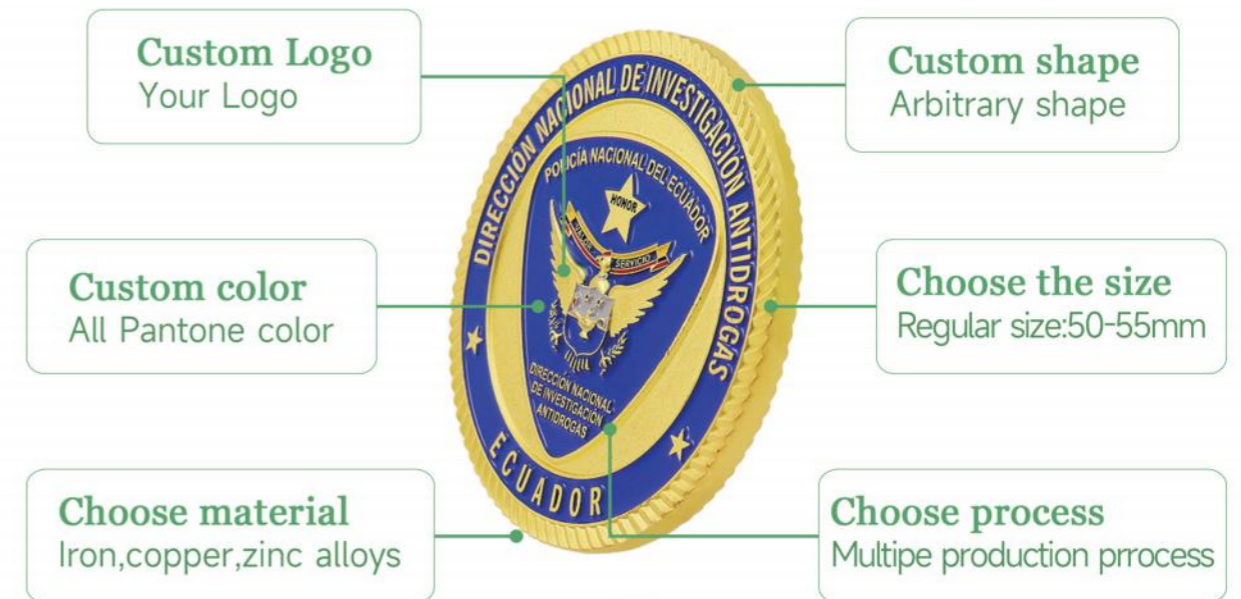 Custom Logo
Your Logo
Custom shape
Arbitrary shape
Custom color
All Pantone color
Choose the size
Regular size:50-55mm
Choose material
Iron,copper,zinc alloys
Choose process
Multipe production prrocess
DIRECCIÓN NACIONAL DE INVESTIGACIÓN ANTIDROGAS
POLICÍA NACIONAL DEL ECUADOR
HONOR
VALOR
SERVICIO
DIRECCIÓN NACIONAL
DE INVESTIGACIÓN
ANTIDROGAS
ECUADOR